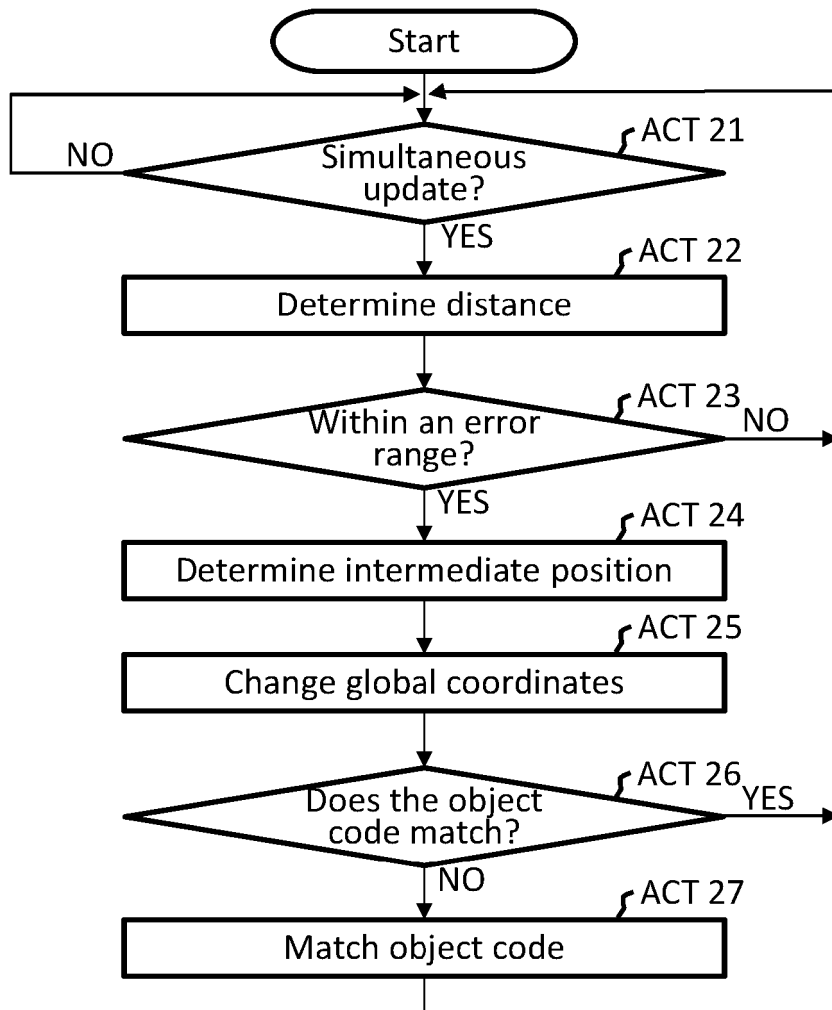 Start
ACT 21
NO
Simultaneous
update?
YES
ACT 22
Determine distance
ACT 23
Within an error
range?
NO
YES
ACT 24
Determine intermediate position
ACT 25
Change global coordinates
ACT 26
Does the object
code match?
YES
NO
ACT 27
Match object code